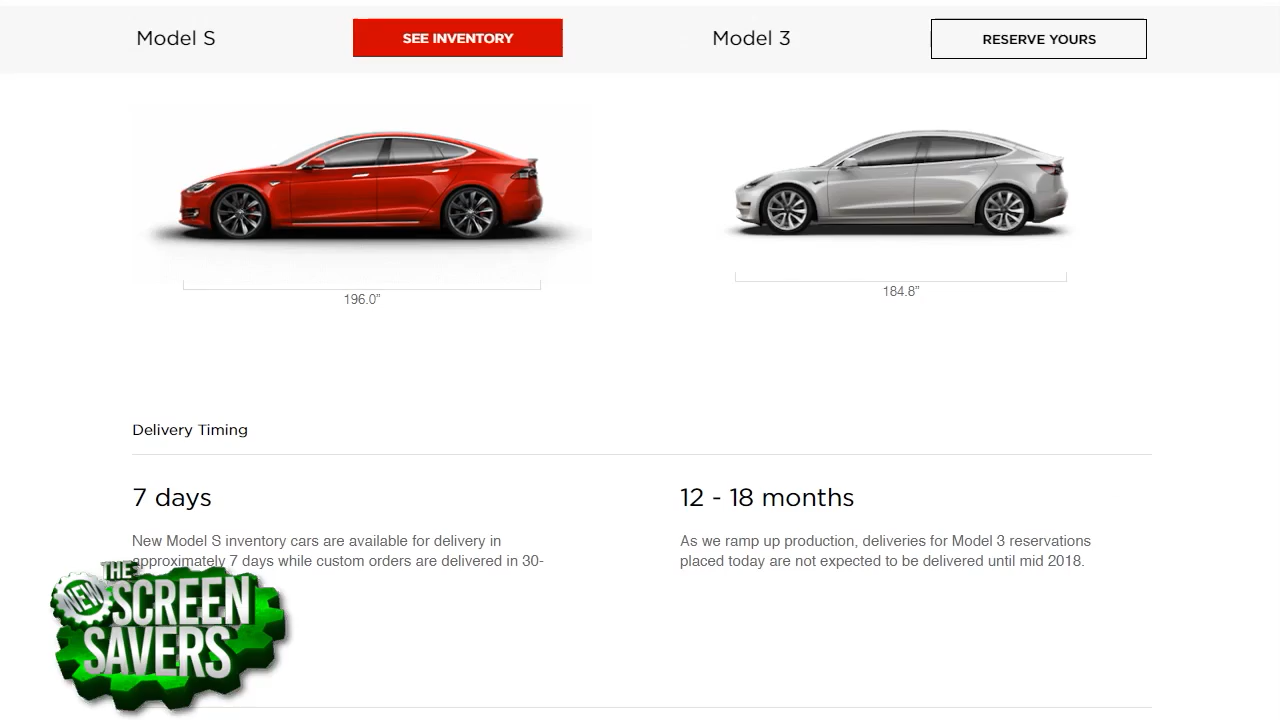 Model S
SEE INVENTORY
Model 3
RESERVE YOURS
196.0”
184.8”
Delivery Timing
7 days
New Model S inventory cars are available for delivery in
approximately 7 days while custom orders are delivered in 30-
12 - 18 months
As we ramp up production, deliveries for Model 3 reservations
placed today are not expected to be delivered until mid 2018.
THE
NEW
SCREEN
SAVERS